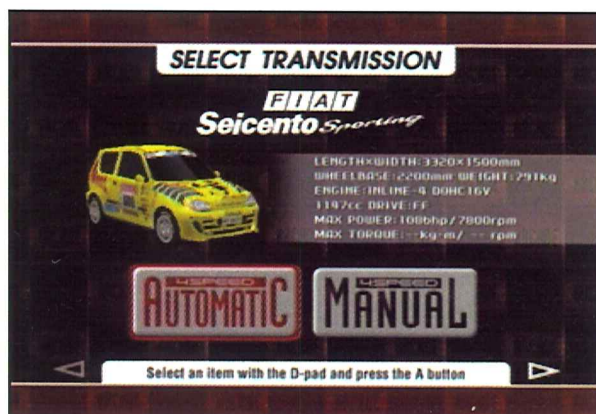 SELECT TRANSMISSION
FIAT
Seicento Sporting
LENGTH×WIDTH:3320×1500mm
WHEELBASE:2200mm WEIGHT:791kg
ENGINE:INLINE-4 DOHC16V
1147cc DRIVE:FF
MAX POWER:108bhp/7800rpm
MAX TORQUE:--kg-m/ -- rpm
4SPEED 4SPEED
AUTOMATIC MANUAL
Select an item with the D-pad and press the A button